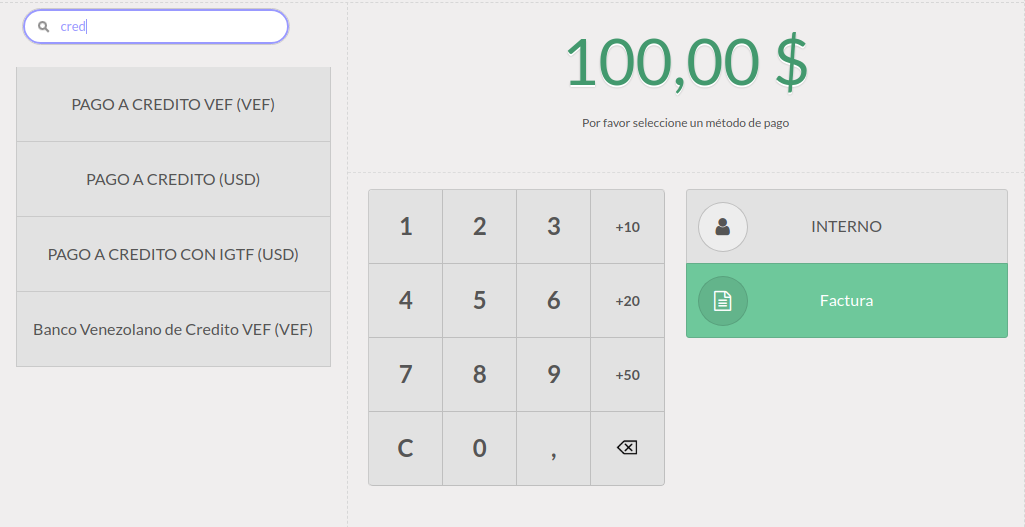 cred
PAGO A CREDITO VEF (VEF)
PAGO A CREDITO (USD)
PAGO A CREDITO CON IGTF (USD)
Banco Venezolano de Credito VEF (VEF)
100,00 $
Por favor seleccione un método de pago
1 2 3 +10
4 5 6 +20
7 8 9 +50
C 0 ,
INTERNO
Factura